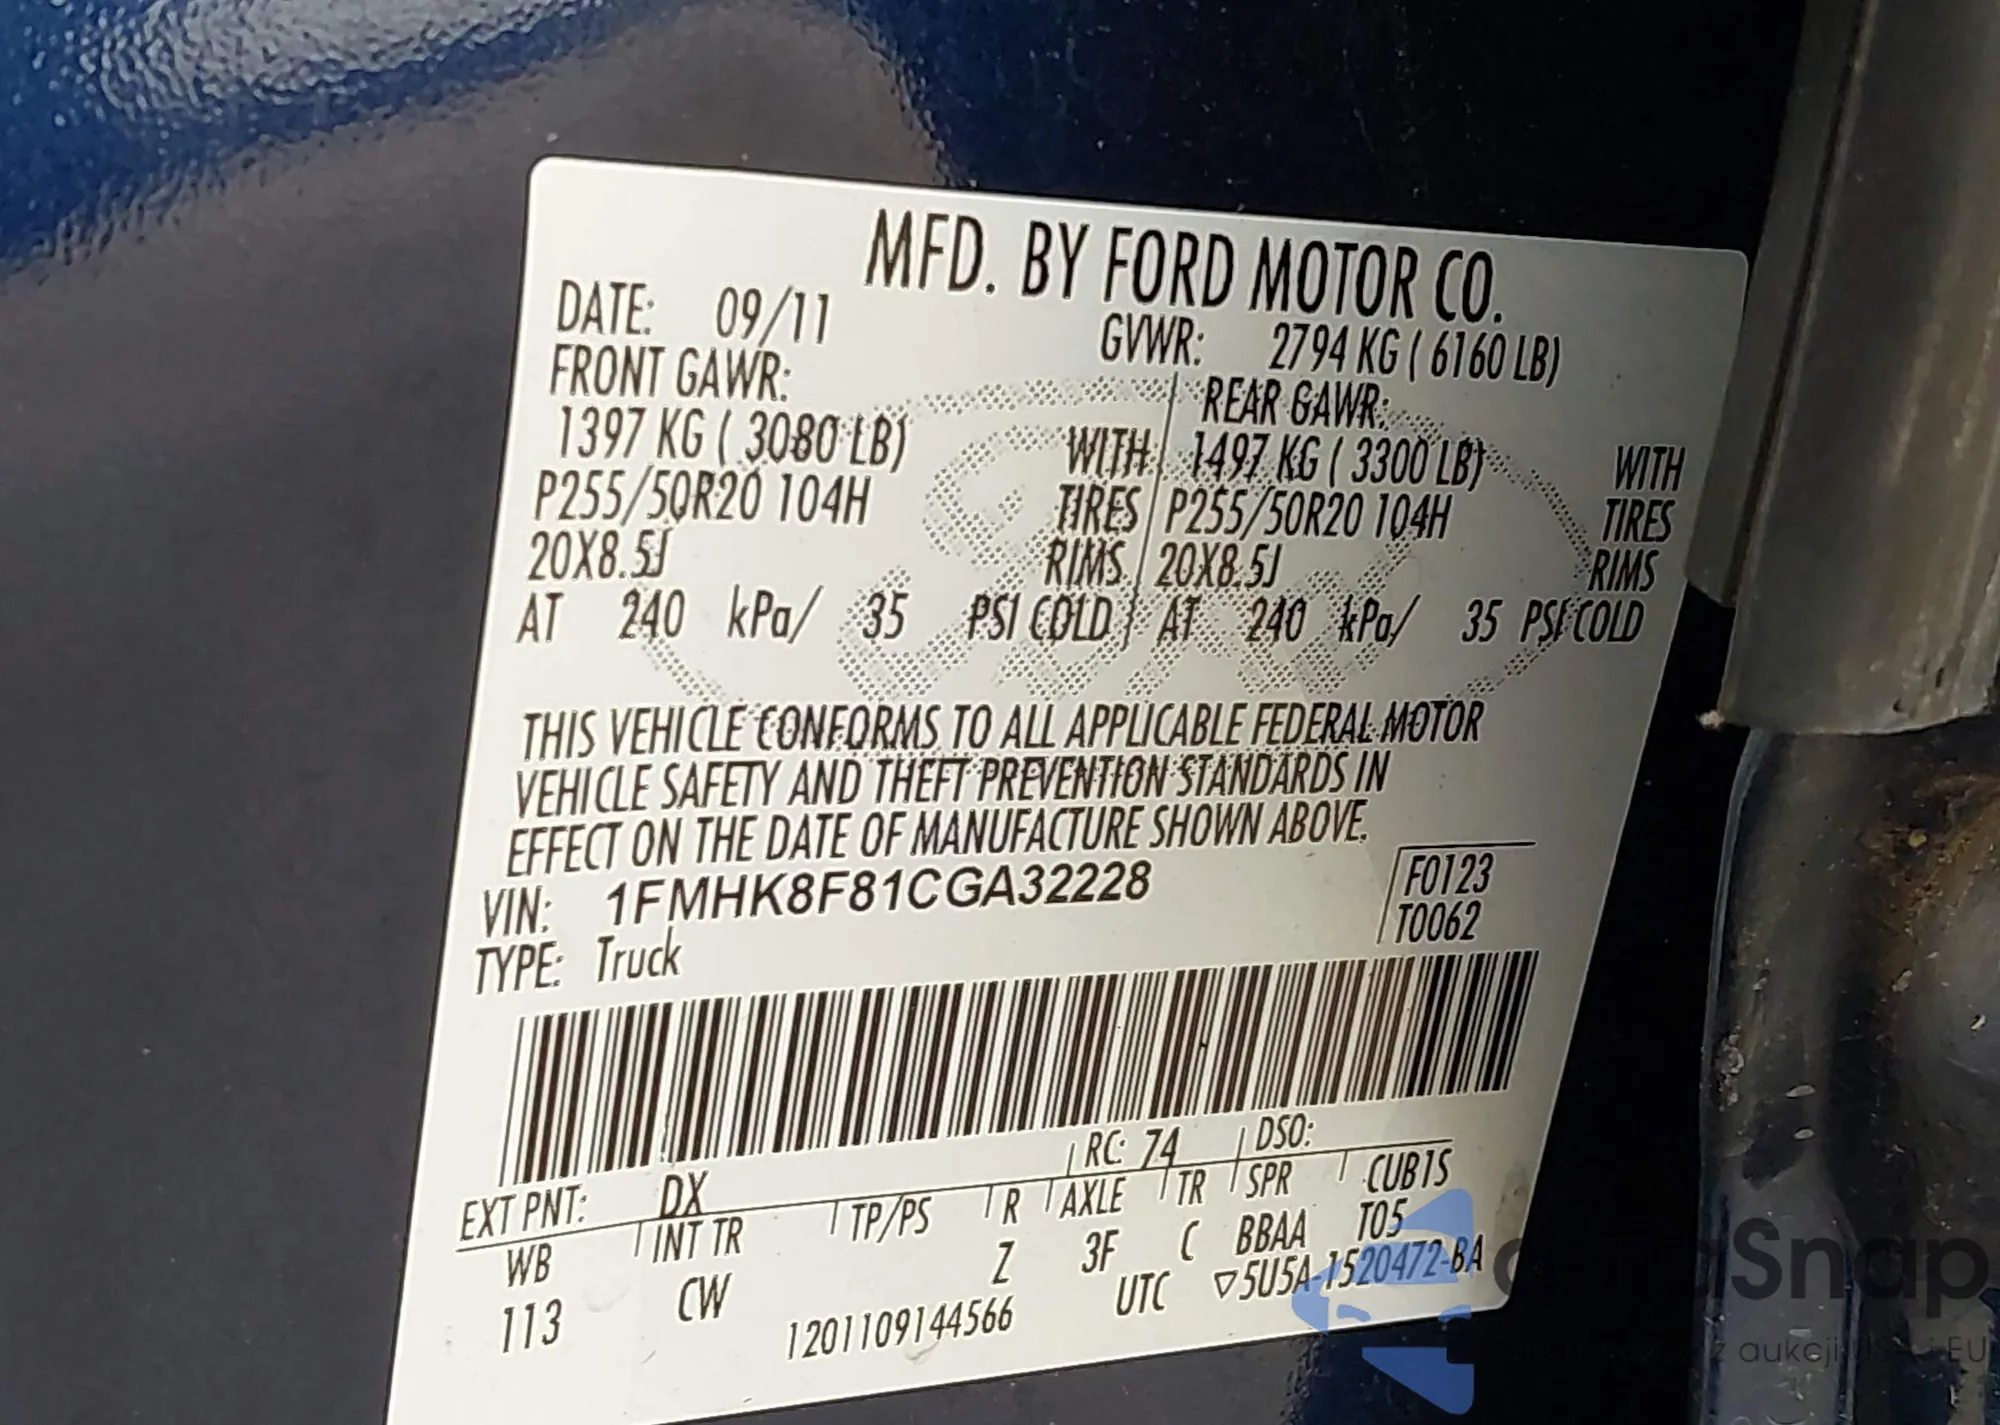 MFD. BY FORD MOTOR CO.
DATE: 09/11 GVWR: 2794 KG ( 6160 LB)
FRONT GAWR: REAR GAWR:
1397 KG ( 3080 LB) WITH 1497 KG ( 3300 LB) WITH
P255/50R20 104H TIRES P255/50R20 104H TIRES
20X8.5J RIMS 20X8.5J RIMS
AT 240 kPa/ 35 PSI COLD AT 240 kPa/ 35 PSI COLD
THIS VEHICLE CONFORMS TO ALL APPLICABLE FEDERAL MOTOR
VEHICLE SAFETY AND THEFT PREVENTION STANDARDS IN
EFFECT ON THE DATE OF MANUFACTURE SHOWN ABOVE.
VIN: 1FMHK8F81CGA32228 F0123
TYPE: Truck T0062
EXT PNT: DX RC: 74 DSO:
WB INT TR TP/PS R AXLE TR SPR CUB1S
113 CW Z 3F C BBAA T05
1201109144566 UTC ▽5U5A-1520472-BA
Snap
z aukcji USA i EU